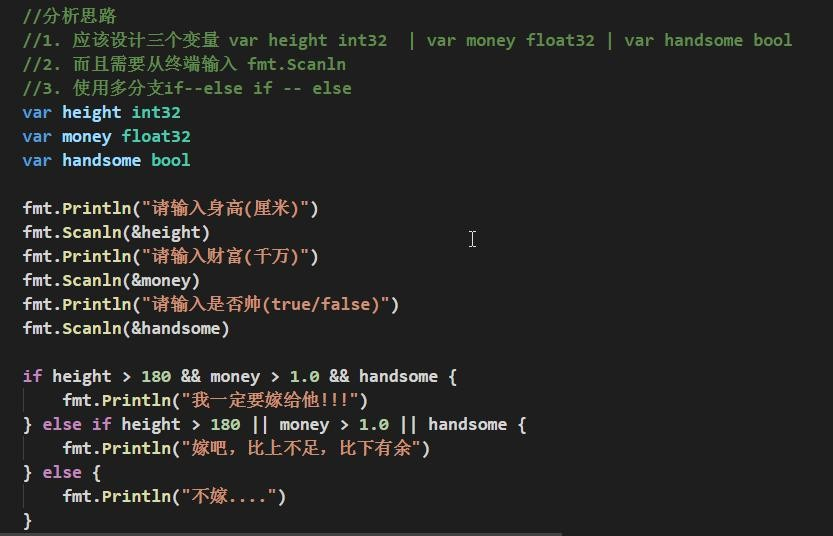 //分析思路
//1. 应该设计三个变量 var height int32  | var money float32 | var handsome bool
//2. 而且需要从终端输入 fmt.Scanln
//3. 使用多分支if--else if -- else
var height int32
var money float32
var handsome bool
fmt.Println("请输入身高(厘米)")
fmt.Scanln(&height)
fmt.Println("请输入财富(千万)")
fmt.Scanln(&money)
fmt.Println("请输入是否帅(true/false)")
fmt.Scanln(&handsome)
if height > 180 && money > 1.0 && handsome {
    fmt.Println("我一定要嫁给他!!!")
} else if height > 180 || money > 1.0 || handsome {
    fmt.Println("嫁吧，比上不足，比下有余")
} else {
    fmt.Println("不嫁....")
}